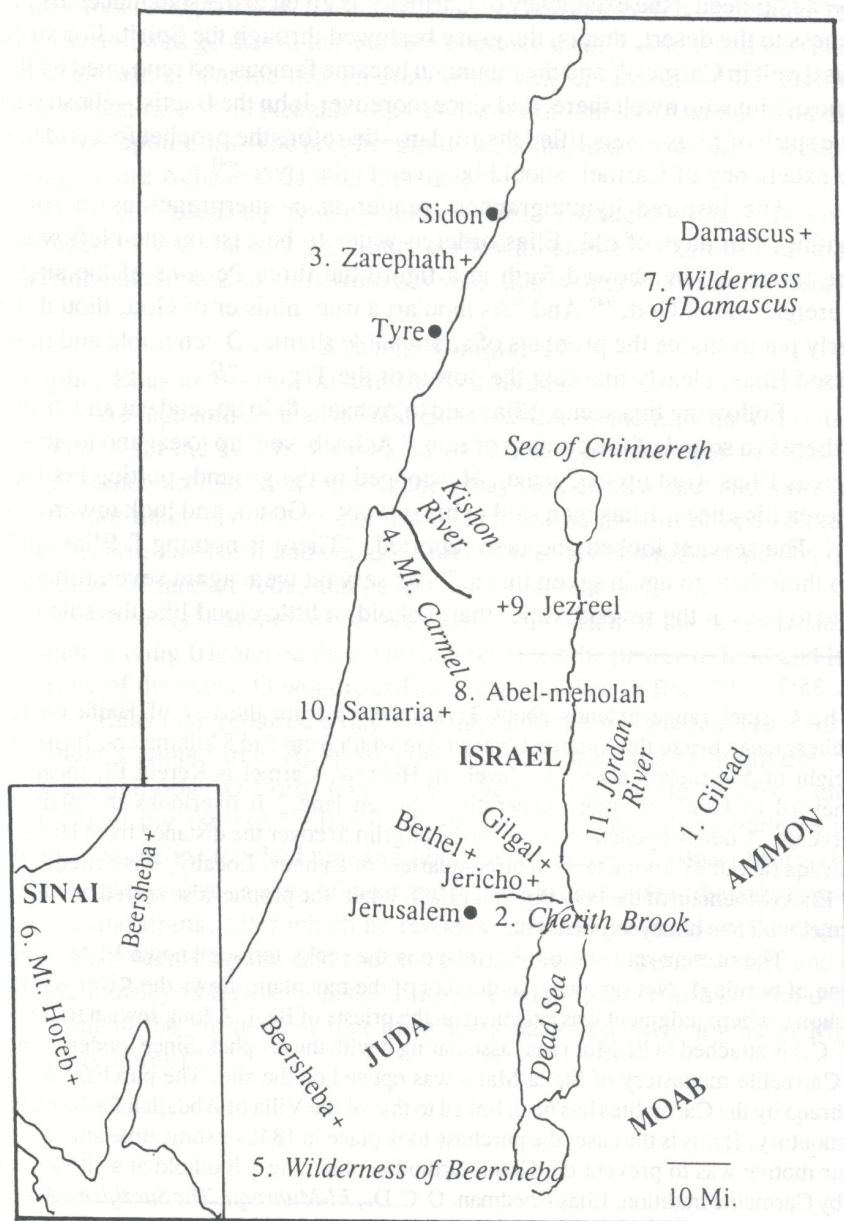 Sidon
Damascus +
3. Zarephath +
7. Wilderness
of Damascus
Tyre
Sea of Chinnereth
Kishon
River
4. Mt. Carmel
+9. Jezreel
8. Abel-meholah
10. Samaria +
ISRAEL
11. Jordan
River
1. Gilead
AMMON
Bethel +
Gilgal +
Jericho +
Jerusalem
2. Cherith Brook
SINAI
Beersheba +
6. Mt. Horeb +
JUDA
Dead Sea
Beersheba +
MOAB
5. Wilderness of Beersheba
10 Mi.